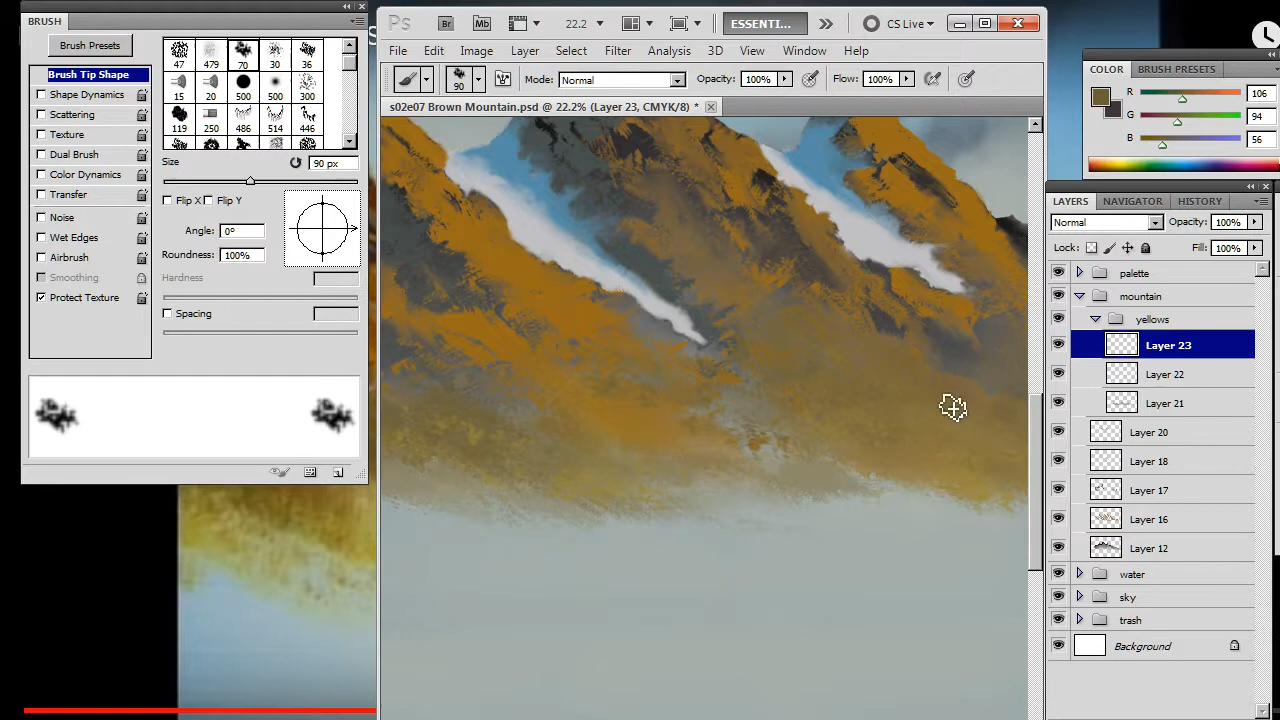 BRUSH
Brush Presets
47 479 70 30 36
15 20 500 500 300
119 250 486 514 446
Brush Tip Shape
Shape Dynamics
Scattering
Texture
Dual Brush
Color Dynamics
Transfer
Noise
Wet Edges
Airbrush
Smoothing
Protect Texture
Size
90 px
Flip X
Flip Y
Angle: 0°
Roundness: 100%
Hardness
Spacing
Ps Br Mb 22.2 ESSENTI... CS Live
File Edit Image Layer Select Filter Analysis 3D View Window Help
90 Mode: Normal Opacity: 100% Flow: 100%
s02e07 Brown Mountain.psd @ 22.2% (Layer 23, CMYK/8) *
COLOR BRUSH PRESETS
R 106
G 94
B 56
LAYERS NAVIGATOR HISTORY
Normal Opacity: 100%
Lock: Fill: 100%
palette
mountain
yellows
Layer 23
Layer 22
Layer 21
Layer 20
Layer 18
Layer 17
Layer 16
Layer 12
water
sky
trash
Background